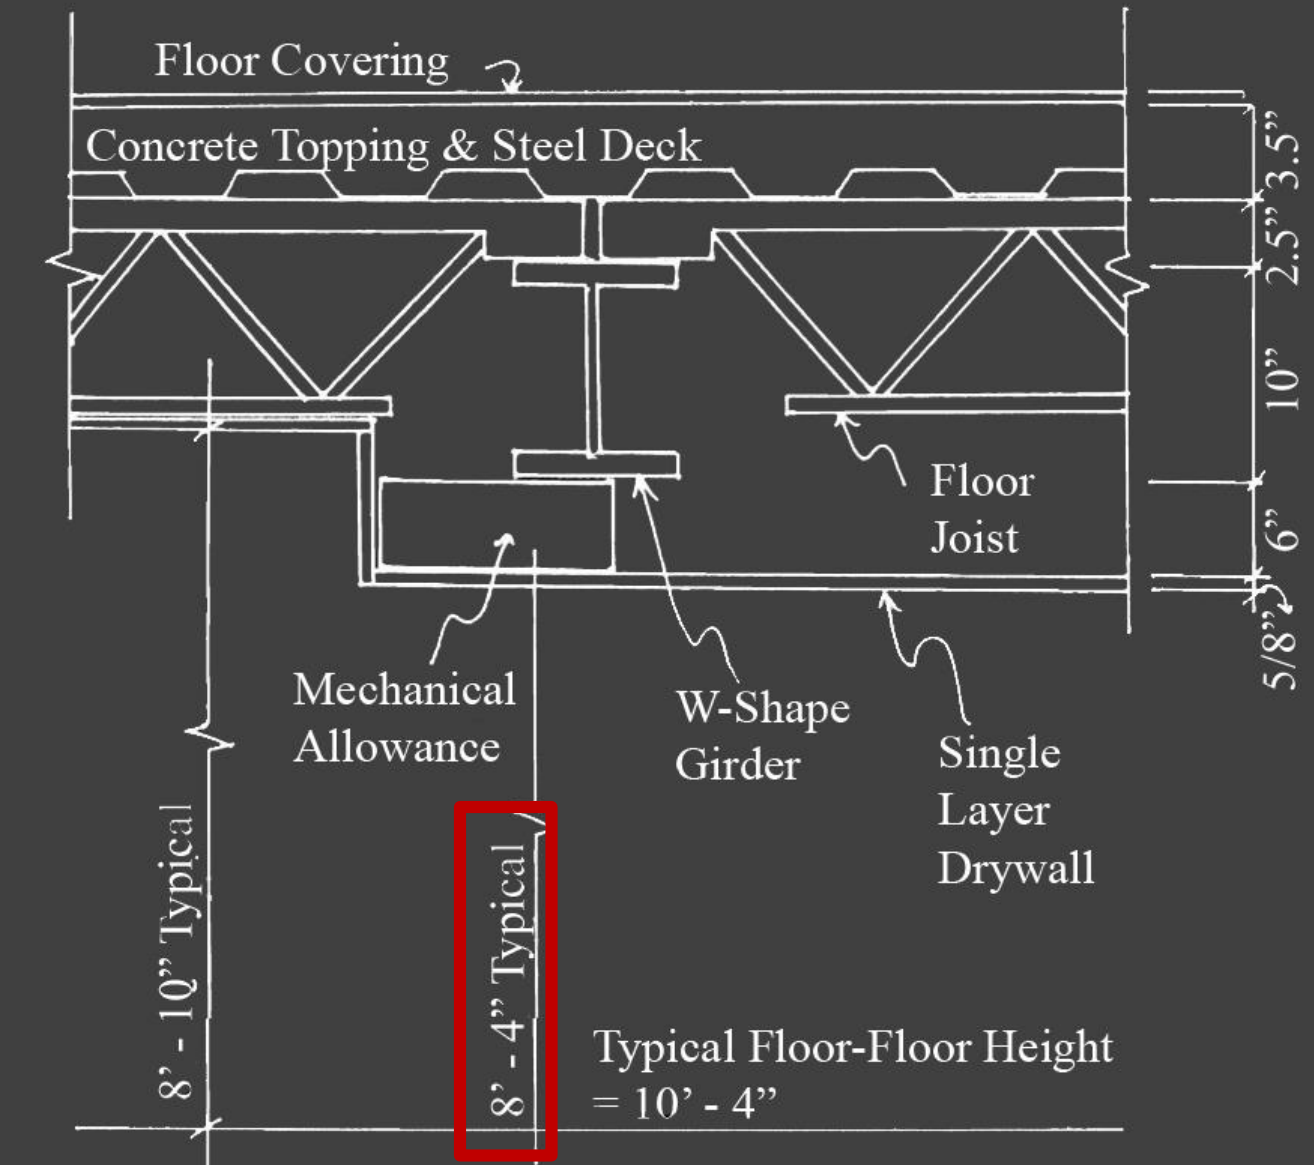 Floor Covering
Concrete Topping & Steel Deck
3.5”
2.5”
10”
6”
5/8”
Floor
Joist
Mechanical
Allowance
W-Shape
Girder
Single
Layer
Drywall
8’ - 10” Typical
8’ - 4” Typical
Typical Floor-Floor Height
= 10’ - 4”